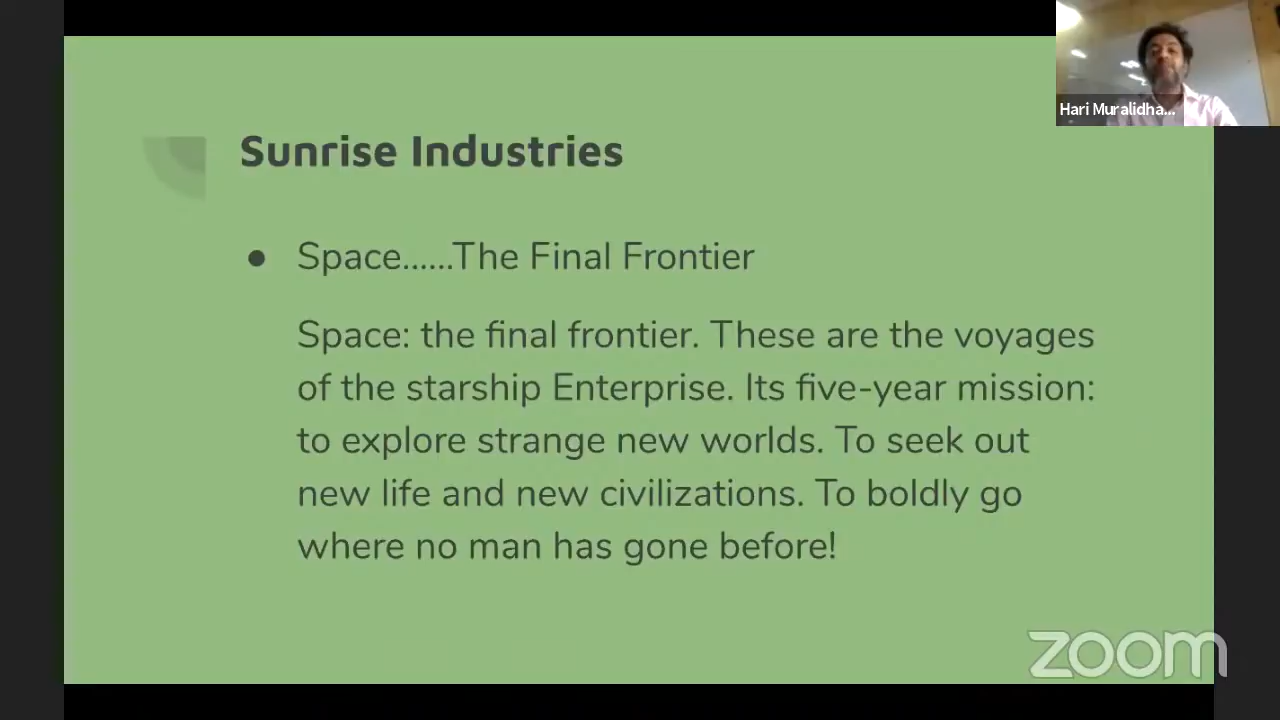 Hari Muralidha...
Sunrise Industries
● Space......The Final Frontier
Space: the final frontier. These are the voyages
of the starship Enterprise. Its five-year mission:
to explore strange new worlds. To seek out
new life and new civilizations. To boldly go
where no man has gone before!
zoom